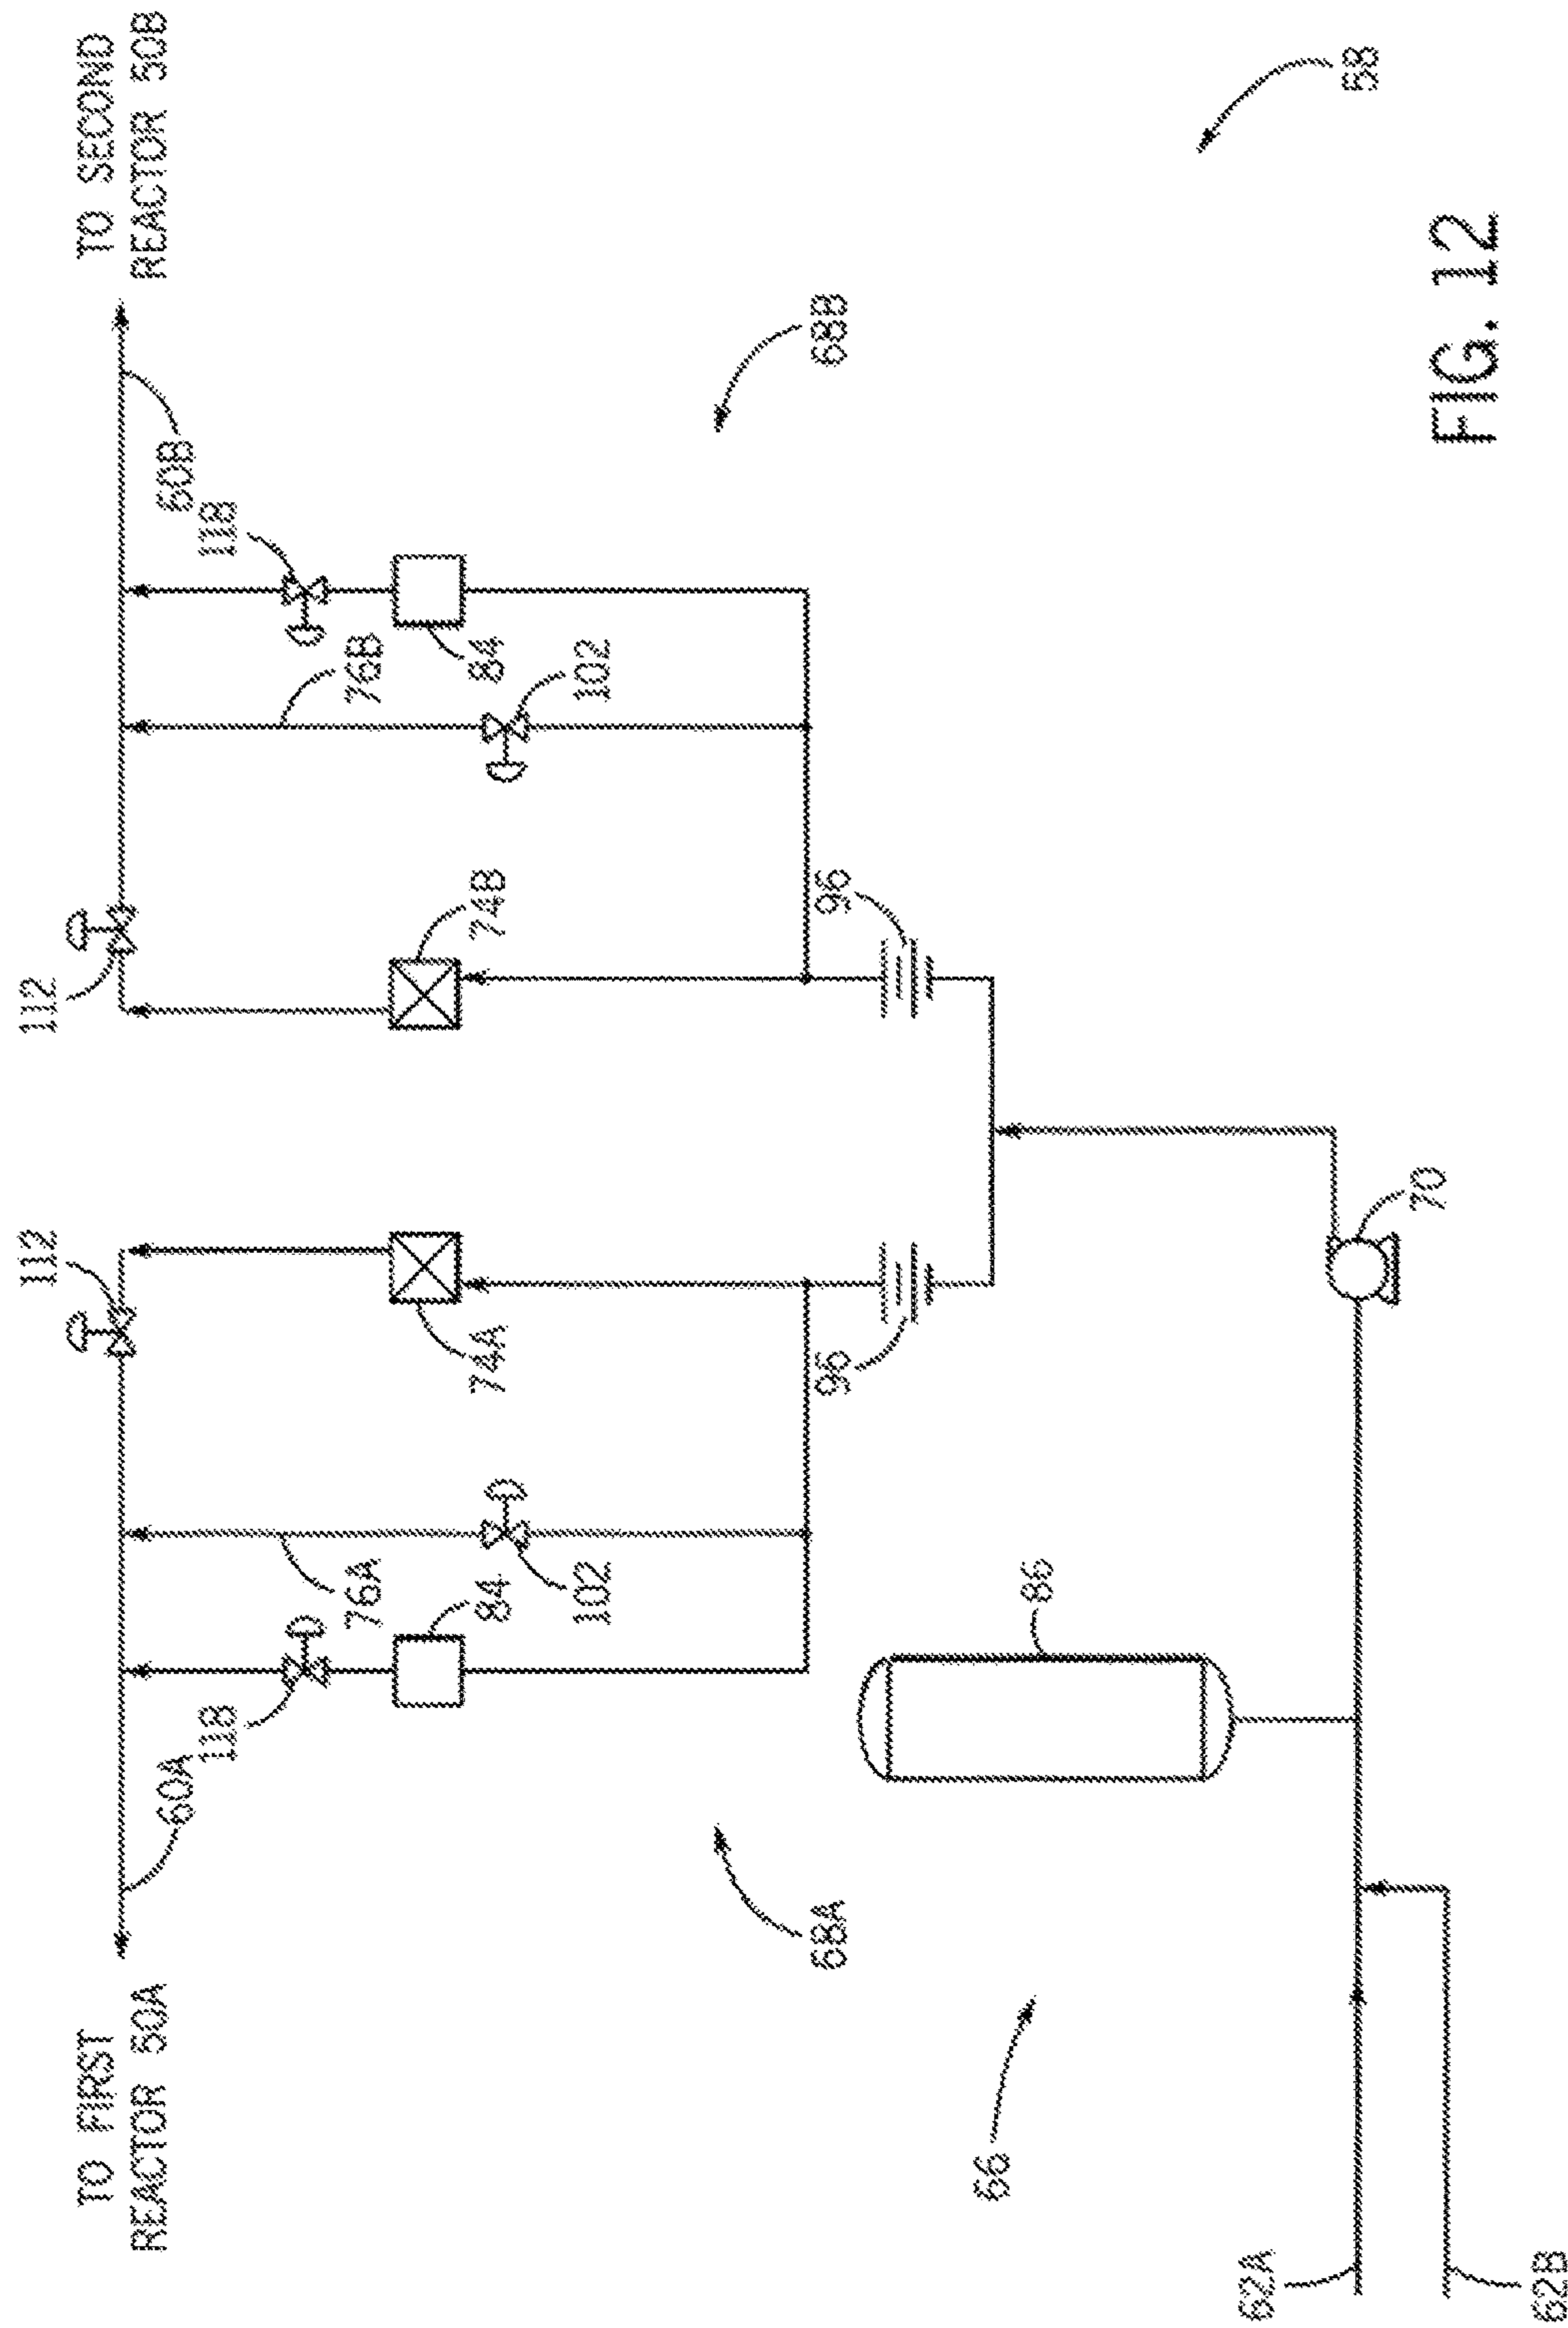 112
112
TO FIRST
REACTOR 50A
TO SECOND
REACTOR 50B
60A
60B
118
118
76A
76B
84
74A
74B
84
102
102
68A
96
96
68B
66
86
62A
58
70
FIG. 12
62B